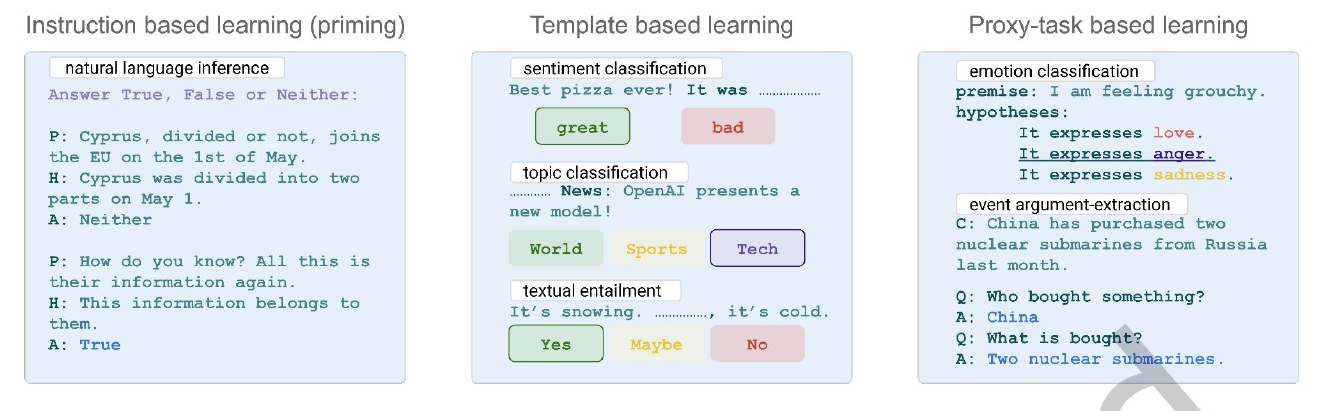 Instruction based learning (priming)
natural language inference
Answer True, False or Neither:
P: Cyprus, divided or not, joins
the EU on the 1st of May.
H: Cyprus was divided into two
parts on May 1.
A: Neither
P: How do you know? All this is
their information again.
H: This information belongs to
them.
A: True
Template based learning
sentiment classification
Best pizza ever! It was ..................
great
bad
topic classification
............ News: OpenAI presents a
new model!
World
Sports
Tech
textual entailment
It's snowing. ..............., it's cold.
Yes
Maybe
No
Proxy-task based learning
emotion classification
premise: I am feeling grouchy.
hypotheses:
It expresses love.
It expresses anger.
It expresses sadness.
event argument-extraction
C: China has purchased two
nuclear submarines from Russia
last month.
Q: Who bought something?
A: China
Q: What is bought?
A: Two nuclear submarines.